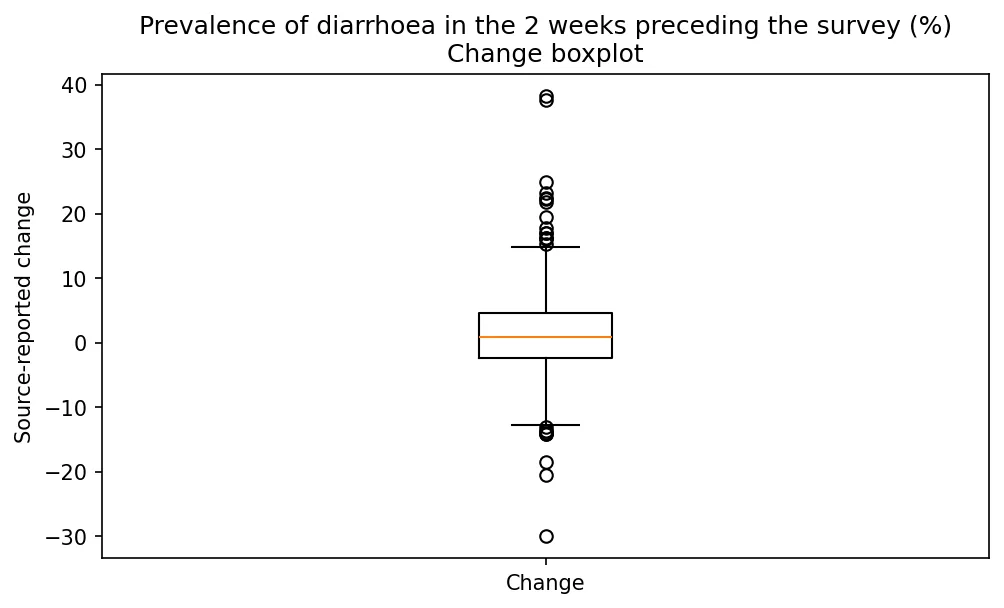 Prevalence of diarrhoea in the 2 weeks preceding the survey (%)
Change boxplot
Source-reported change
40
30
20
10
0
−10
−20
−30
Change